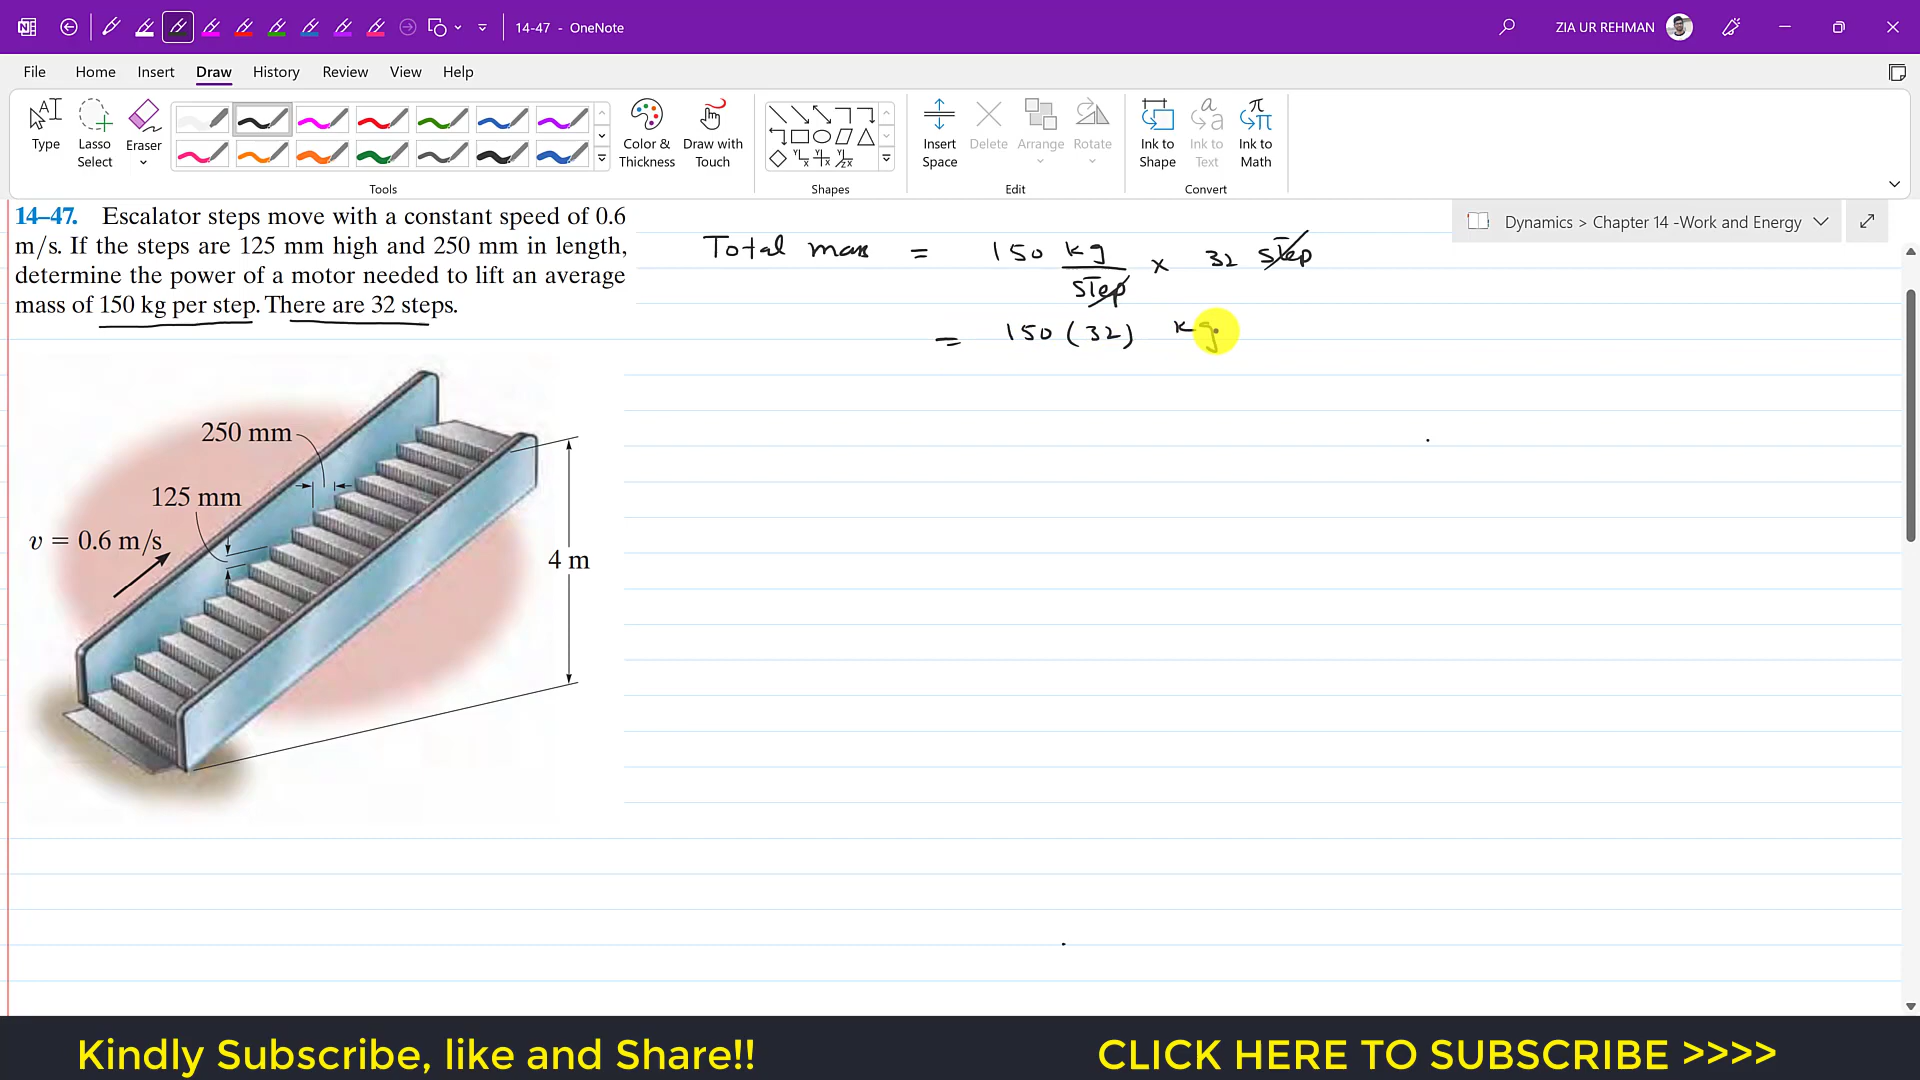 14-47 - OneNote
ZIA UR REHMAN
File Home Insert Draw History Review View Help
Type
Lasso Select
Eraser
Color & Thickness
Draw with Touch
Insert Space
Delete
Arrange
Rotate
Ink to Shape
Ink to Text
Ink to Math
Tools
Shapes
Edit
Convert
Dynamics > Chapter 14 -Work and Energy
14–47. Escalator steps move with a constant speed of 0.6
m/s. If the steps are 125 mm high and 250 mm in length,
determine the power of a motor needed to lift an average
mass of 150 kg per step. There are 32 steps.
250 mm
125 mm
v = 0.6 m/s
4 m
Total mass = 150 kg/step × 32 step
= 150 (32) kg
Kindly Subscribe, like and Share!!
CLICK HERE TO SUBSCRIBE >>>>